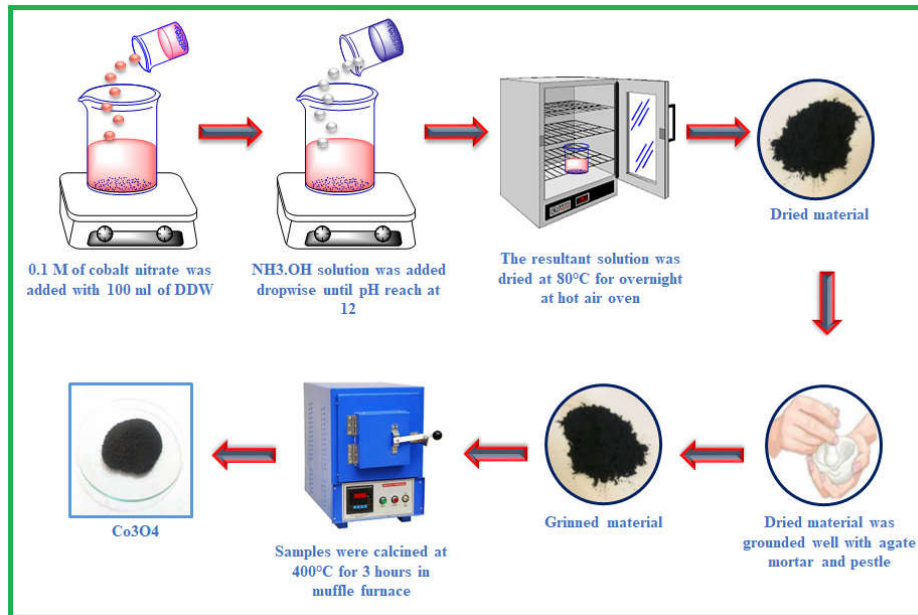 0.1 M of cobalt nitrate was
added with 100 ml of DDW
NH3.OH solution was added
dropwise until pH reach at
12
The resultant solution was
dried at 80°C for overnight
at hot air oven
Dried material
Dried material was
grounded well with agate
mortar and pestle
Grinned material
Samples were calcined at
400°C for 3 hours in
muffle furnace
Co3O4